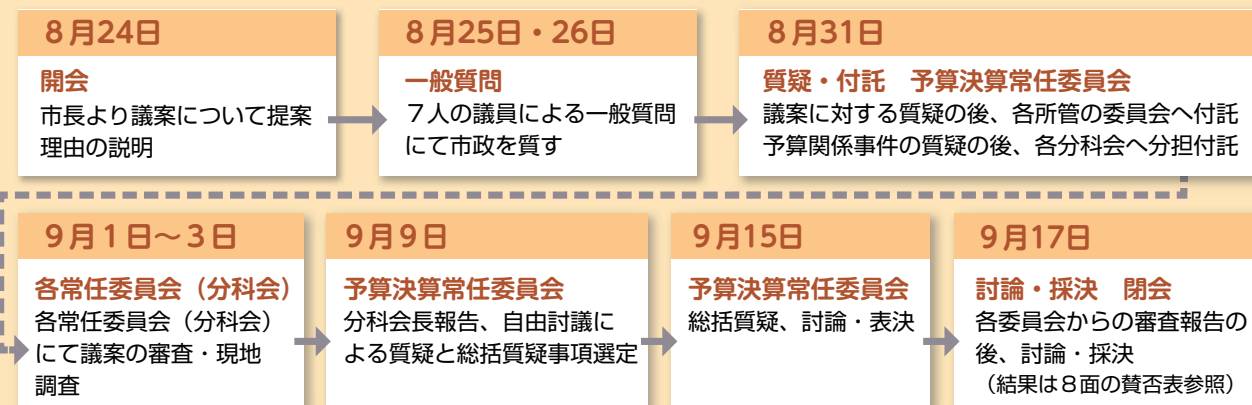 8月24日
開会
市長より議案について提案
理由の説明
8月25日・26日
一般質問
7人の議員による一般質問
にて市政を質す
8月31日
質疑・付託　予算決算常任委員会
議案に対する質疑の後、各所管の委員会へ付託
予算関係事件の質疑の後、各分科会へ分担付託
9月1日～3日
各常任委員会（分科会）
各常任委員会（分科会）
にて議案の審査・現地
調査
9月9日
予算決算常任委員会
分科会長報告、自由討議に
よる質疑と総括質疑事項選定
9月15日
予算決算常任委員会
総括質疑、討論・表決
9月17日
討論・採決　閉会
各委員会からの審査報告の
後、討論・採決
（結果は8面の賛否表参照）